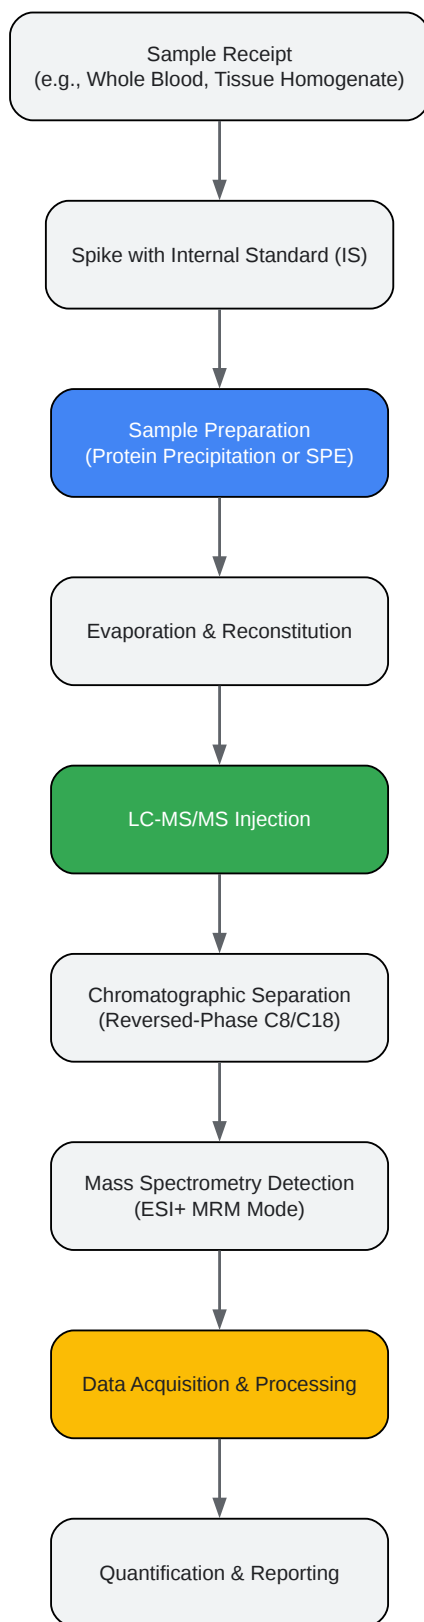 Sample Receipt
(e.g., Whole Blood, Tissue Homogenate)
Spike with Internal Standard (IS)
Sample Preparation
(Protein Precipitation or SPE)
Evaporation & Reconstitution
LC-MS/MS Injection
Chromatographic Separation
(Reversed-Phase C8/C18)
Mass Spectrometry Detection
(ESI+ MRM Mode)
Data Acquisition & Processing
Quantification & Reporting